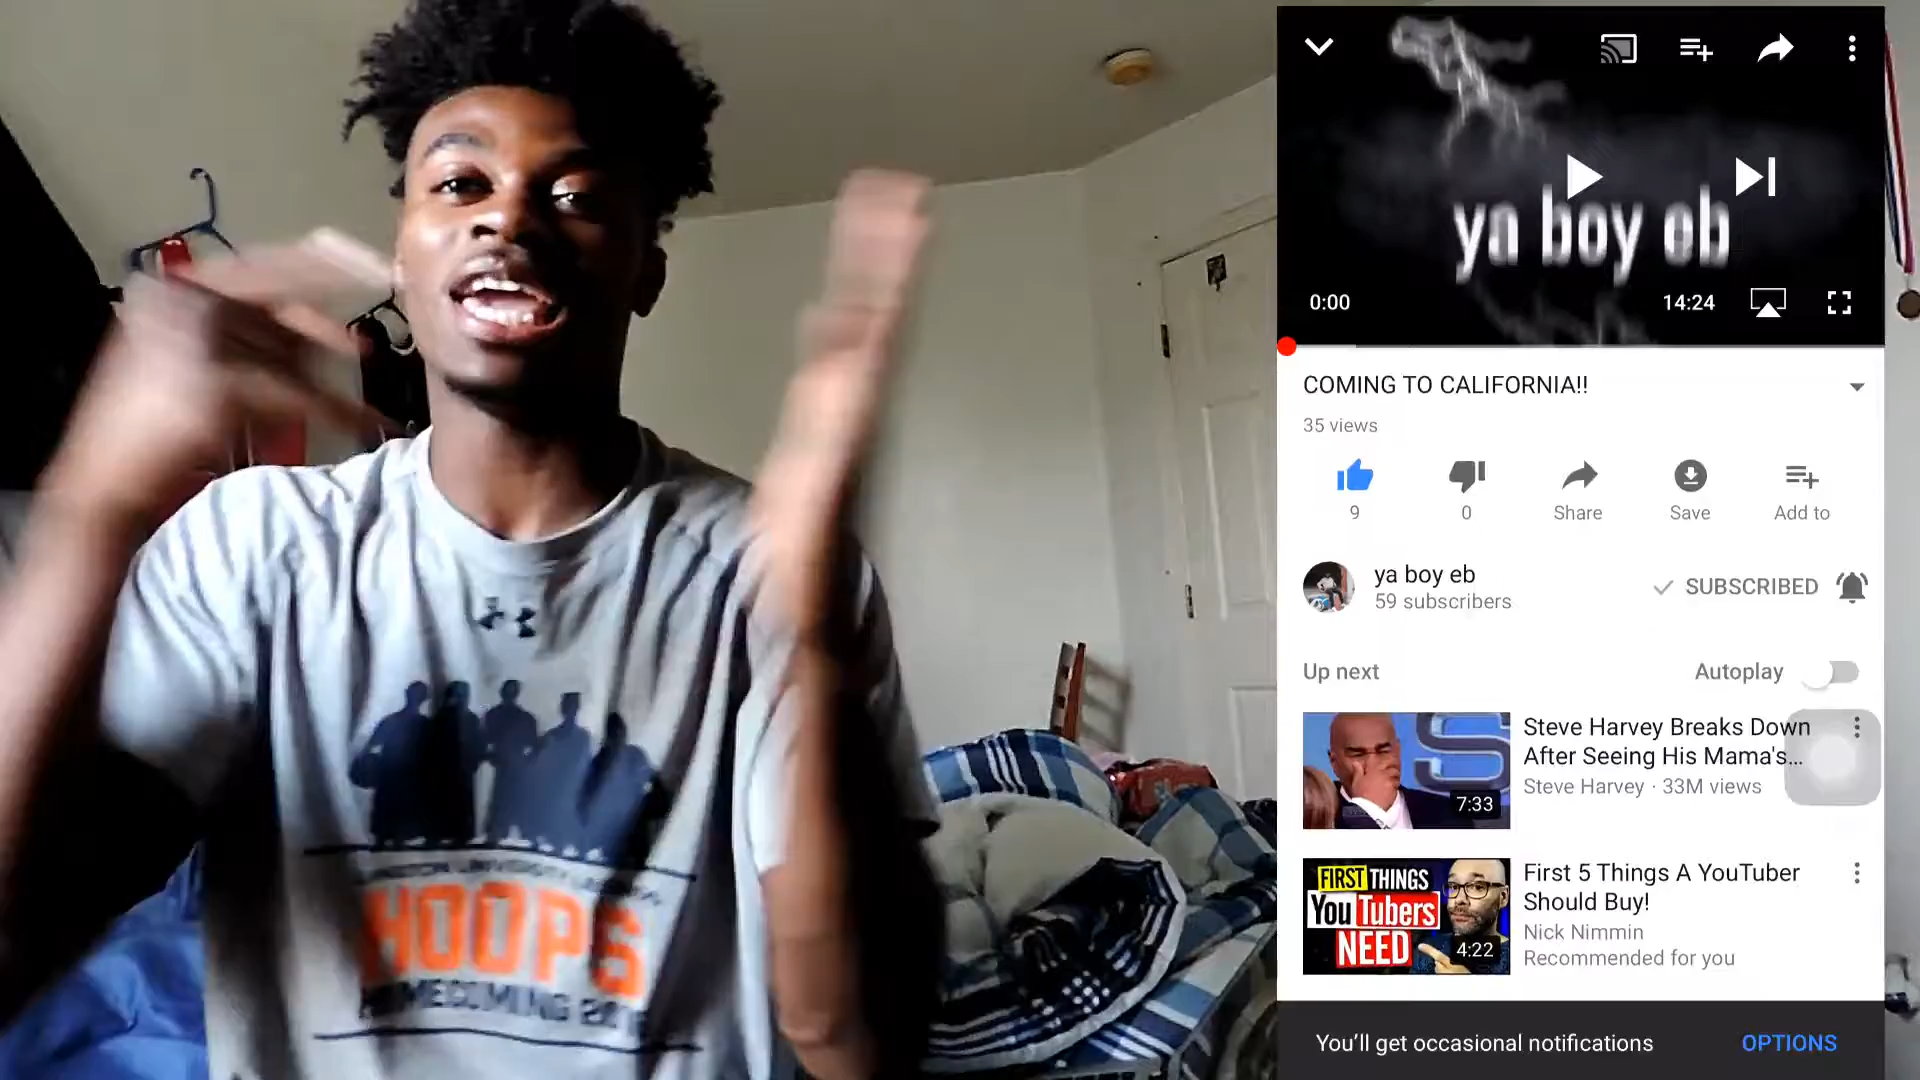 HOOPS
HOMECOMING
ya boy eb
0:00
14:24
COMING TO CALIFORNIA!!
35 views
9
0
Share
Save
Add to
ya boy eb
59 subscribers
SUBSCRIBED
Up next
Autoplay
Steve Harvey Breaks Down
After Seeing His Mama's...
Steve Harvey · 33M views
7:33
FIRST THINGS
YouTubers
NEED
4:22
First 5 Things A YouTuber
Should Buy!
Nick Nimmin
Recommended for you
You’ll get occasional notifications
OPTIONS